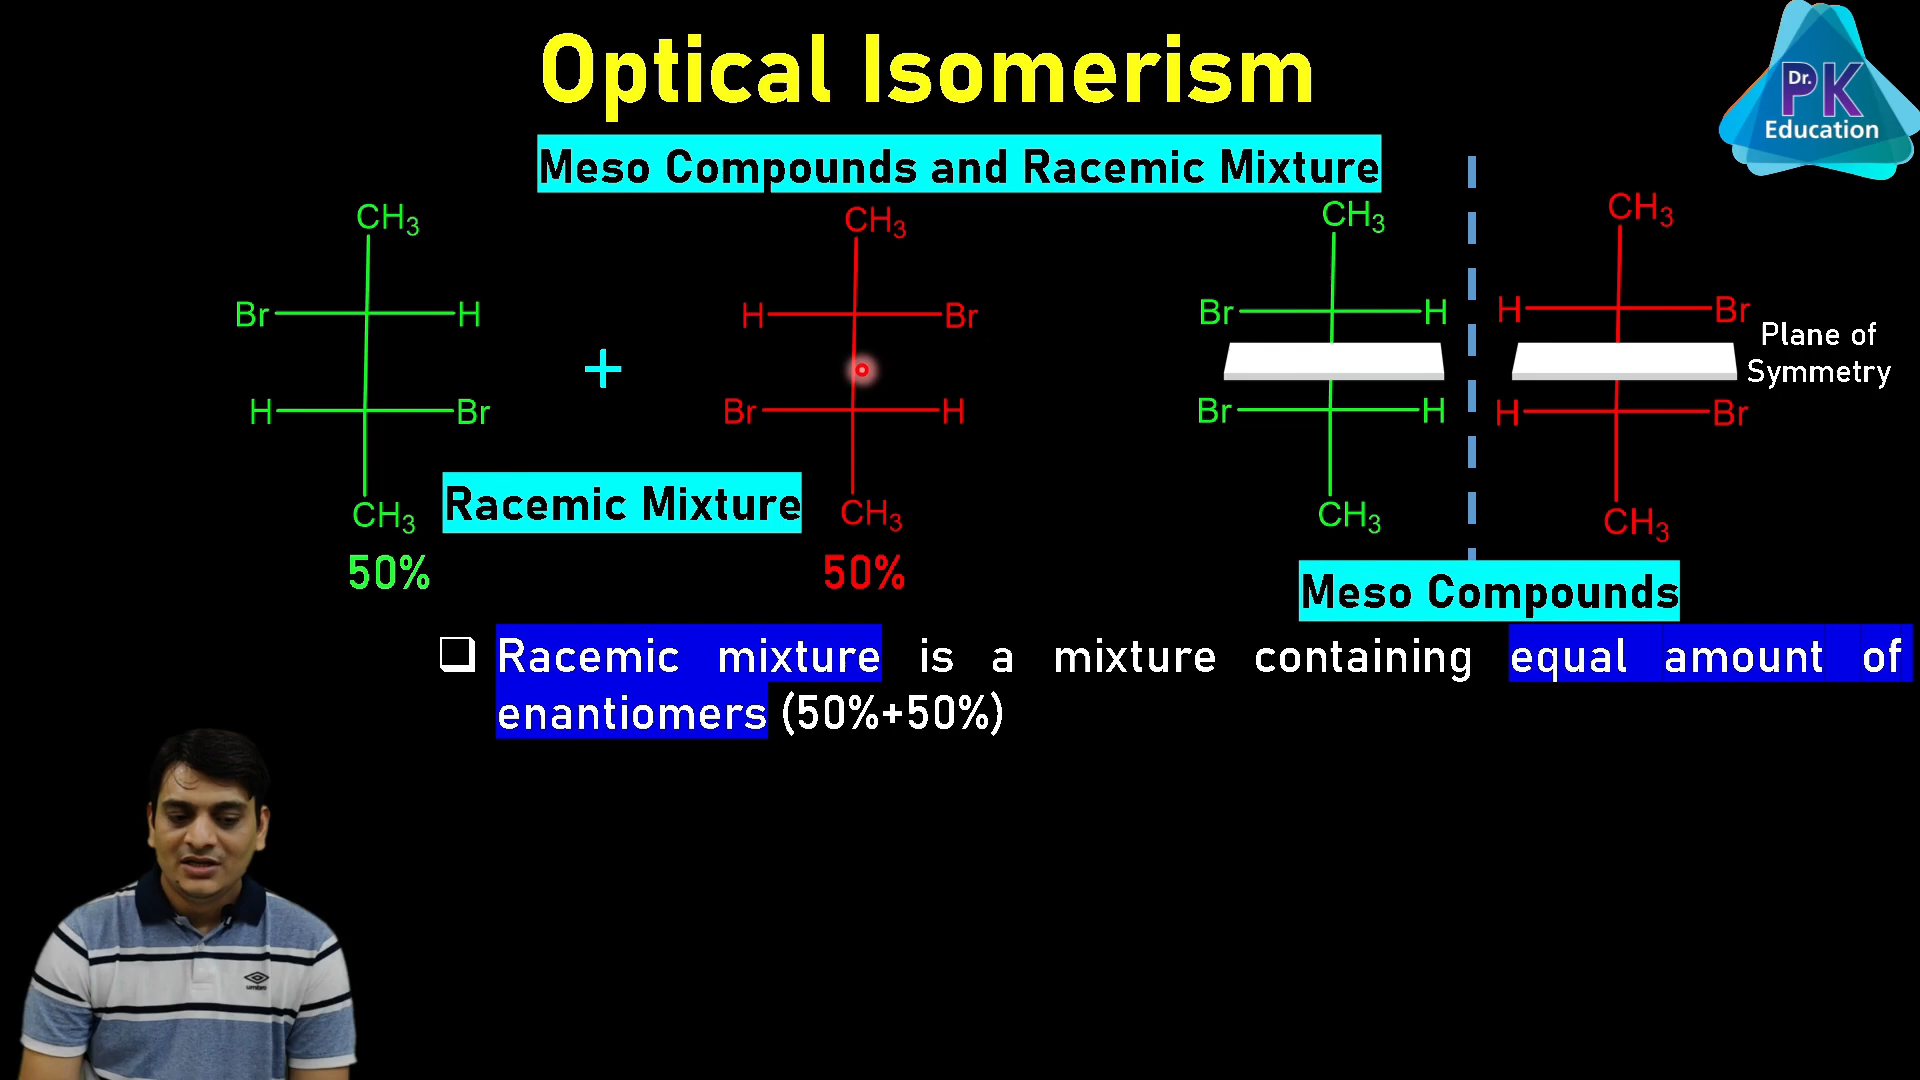 Optical Isomerism
Dr.
PK
Education
Meso Compounds and Racemic Mixture
CH3
Br H
H Br
CH3
50%
+
CH3
H Br
Br H
CH3
50%
Racemic Mixture
CH3
Br H
Br H
CH3
CH3
H Br
H Br
CH3
Plane of
Symmetry
Meso Compounds
Racemic mixture is a mixture containing equal amount of
enantiomers (50%+50%)
umbro